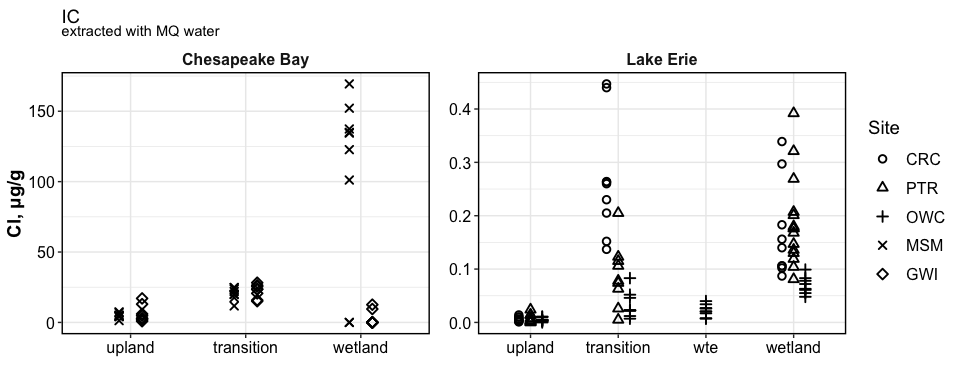 IC
extracted with MQ water
Chesapeake Bay
Lake Erie
Cl, µg/g
150
100
50
0
upland
transition
wetland
0.4
0.3
0.2
0.1
0.0
upland
transition
wte
wetland
Site
CRC
PTR
OWC
MSM
GWI